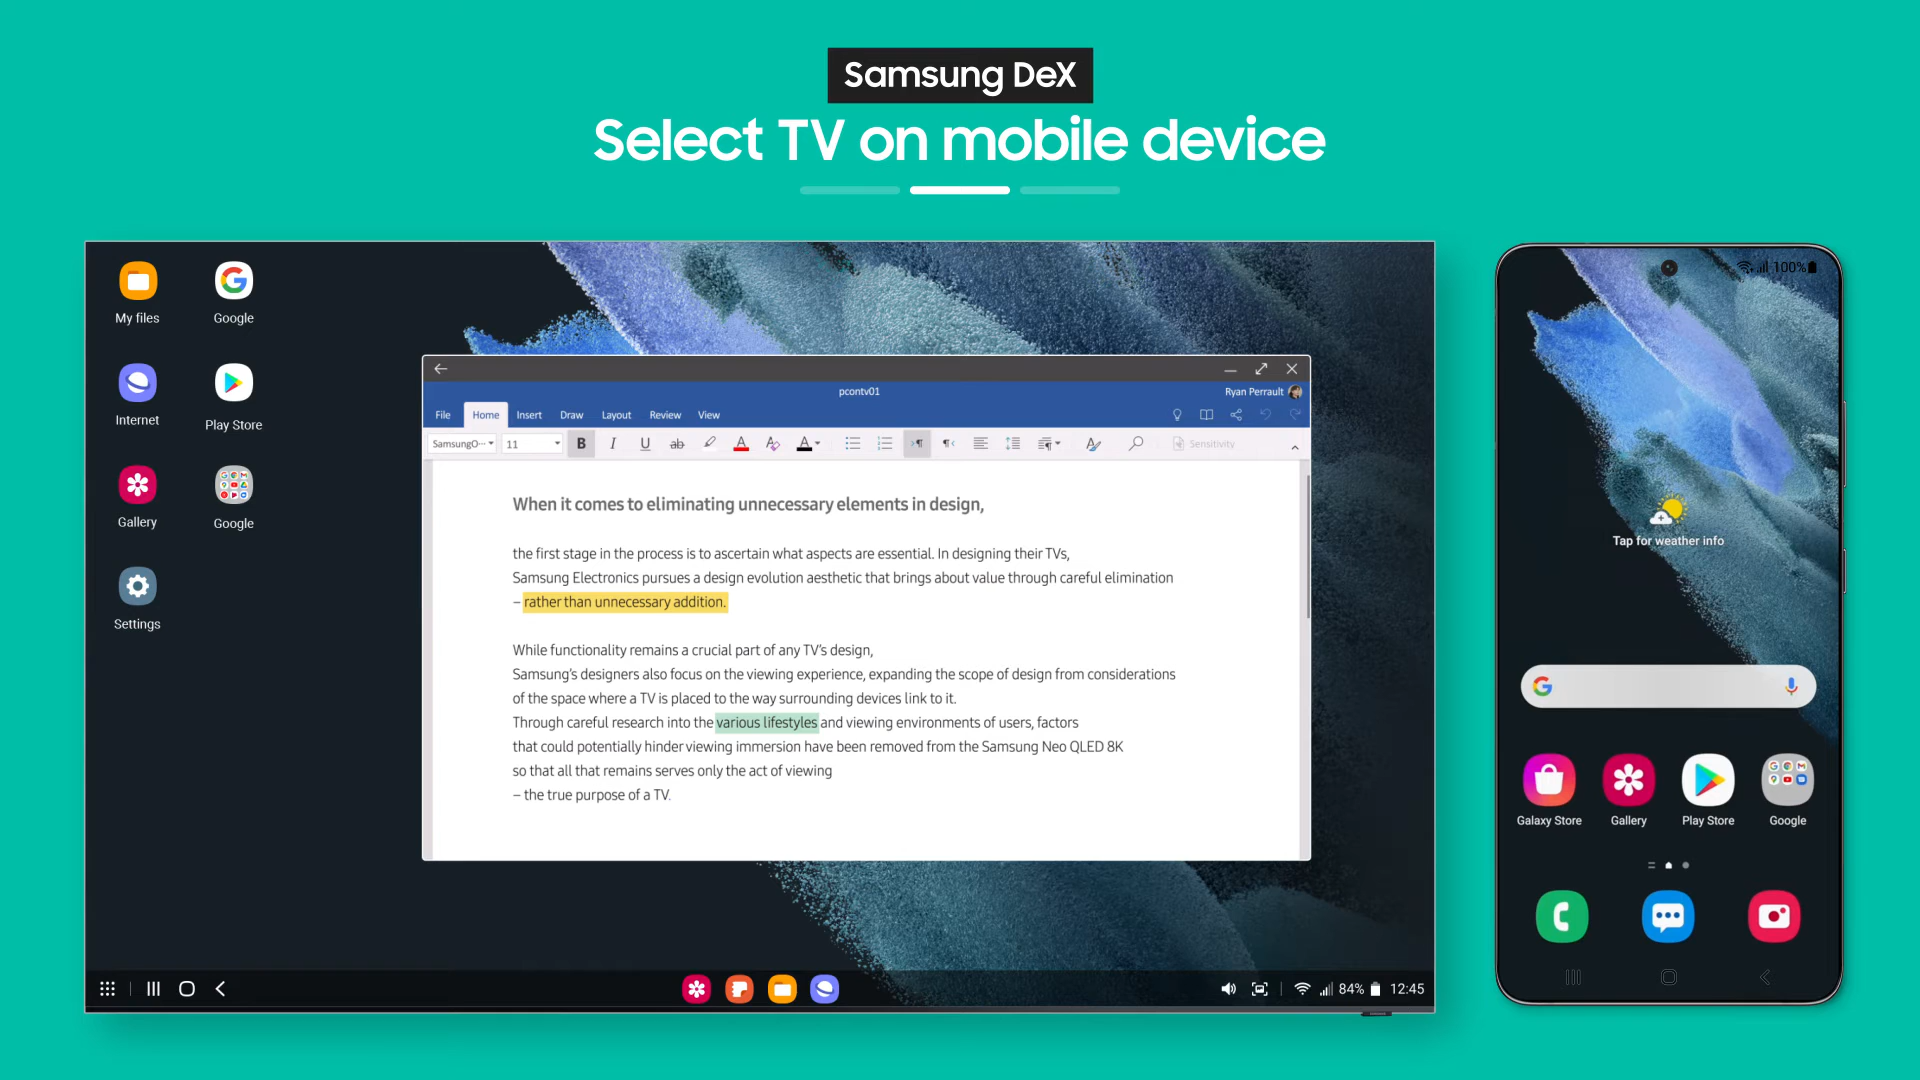 Samsung DeX
Select TV on mobile device
My files
Google
Internet
Play Store
Gallery
Google
Settings
pcontv01
Ryan Perrault
File
Home
Insert
Draw
Layout
Review
View
SamsungO···
11
B
I
U
ab
A
A
A
Sensitivity
When it comes to eliminating unnecessary elements in design,
the first stage in the process is to ascertain what aspects are essential. In designing their TVs,
Samsung Electronics pursues a design evolution aesthetic that brings about value through careful elimination
– rather than unnecessary addition.
While functionality remains a crucial part of any TV's design,
Samsung's designers also focus on the viewing experience, expanding the scope of design from considerations
of the space where a TV is placed to the way surrounding devices link to it.
Through careful research into the various lifestyles and viewing environments of users, factors
that could potentially hinder viewing immersion have been removed from the Samsung Neo QLED 8K
so that all that remains serves only the act of viewing
– the true purpose of a TV.
84%
12:45
100%
Tap for weather info
Galaxy Store
Gallery
Play Store
Google